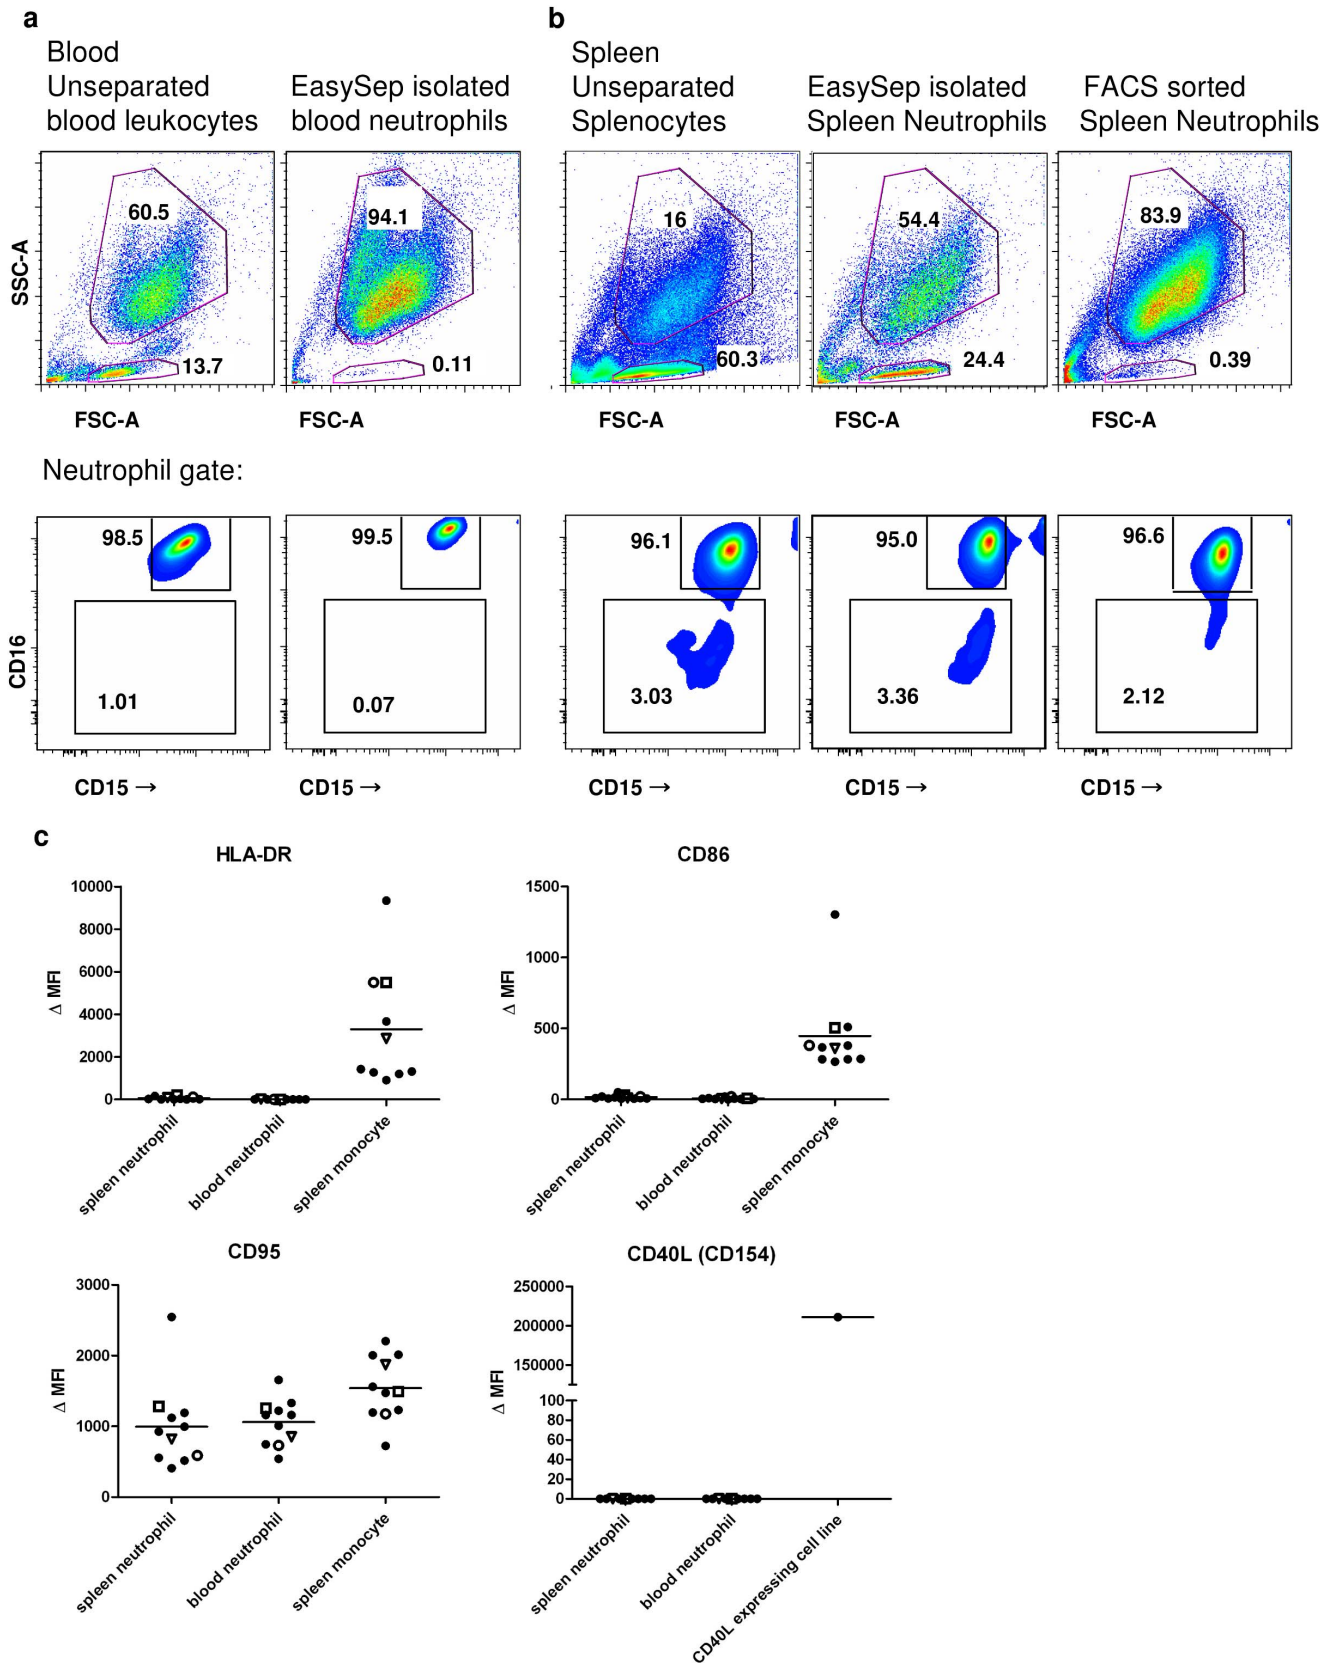 a
b
Blood
Unseparated
blood leukocytes
EasySep isolated
blood neutrophils
Spleen
Unseparated
Splenocytes
EasySep isolated
Spleen Neutrophils
FACS sorted
Spleen Neutrophils
SSC-A
60.5
13.7
94.1
0.11
16
60.3
54.4
24.4
83.9
0.39
FSC-A
FSC-A
FSC-A
FSC-A
FSC-A
Neutrophil gate:
CD16
98.5
1.01
99.5
0.07
96.1
3.03
95.0
3.36
96.6
2.12
CD15 →
CD15 →
CD15 →
CD15 →
CD15 →
c
HLA-DR
Δ MFI
10000
8000
6000
4000
2000
0
spleen neutrophil
blood neutrophil
spleen monocyte
CD86
Δ MFI
1500
1000
500
0
spleen neutrophil
blood neutrophil
spleen monocyte
CD95
Δ MFI
3000
2000
1000
0
spleen neutrophil
blood neutrophil
spleen monocyte
CD40L (CD154)
Δ MFI
250000
200000
150000
100
80
60
40
20
0
spleen neutrophil
blood neutrophil
CD40L expressing cell line